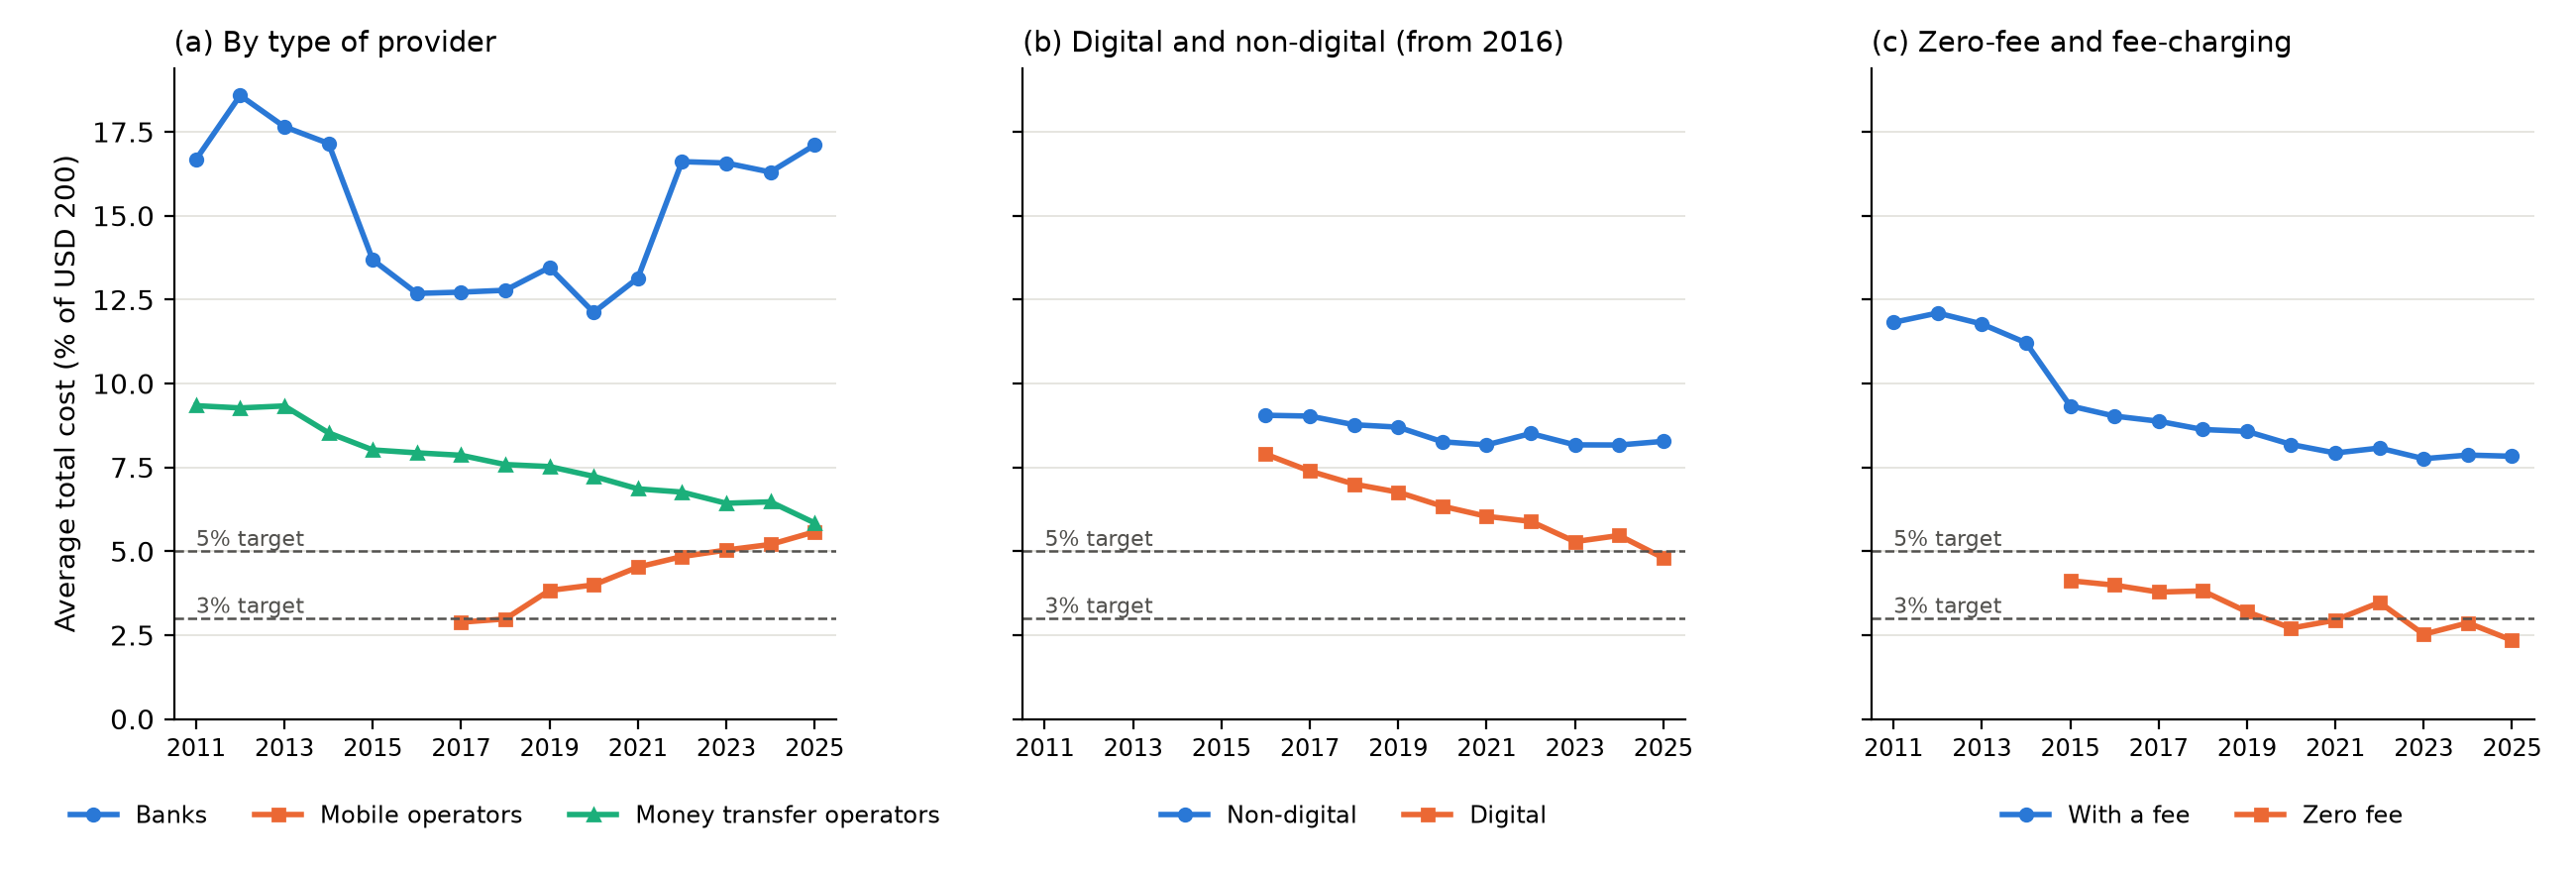 (a) By type of provider
(b) Digital and non-digital (from 2016)
(c) Zero-fee and fee-charging
Average total cost (% of USD 200)
17.5
15.0
12.5
10.0
7.5
5.0
2.5
0.0
5% target
3% target
5% target
3% target
5% target
3% target
2011 2013 2015 2017 2019 2021 2023 2025
2011 2013 2015 2017 2019 2021 2023 2025
2011 2013 2015 2017 2019 2021 2023 2025
Banks Mobile operators Money transfer operators
Non-digital Digital
With a fee Zero fee